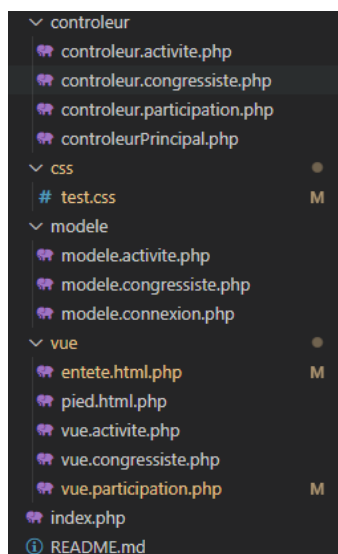 controleur
controleur.activite.php
controleur.congressiste.php
controleur.participation.php
controleurPrincipal.php
css
# test.css M
modele
modele.activite.php
modele.congressiste.php
modele.connexion.php
vue
entete.html.php M
pied.html.php
vue.activite.php
vue.congressiste.php
vue.participation.php M
index.php
README.md